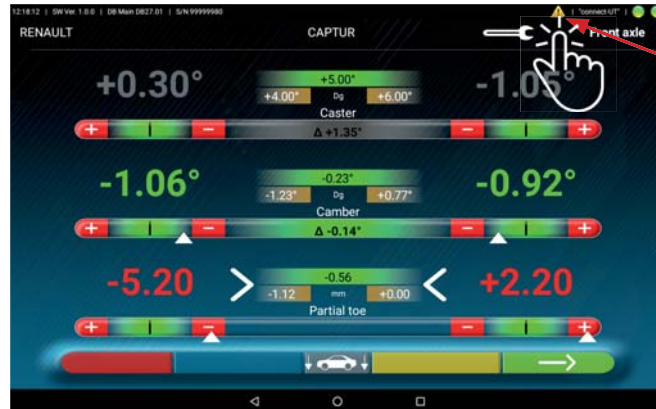 12:18:12 | SW Ver. 1.0.0 | DB Main DB27.01 | S/N 99999980 | "connect-UT" |
RENAULT CAPTUR Front axle
+0.30° +5.00° -1.05°
+4.00° Dg +6.00°
Caster
+ − Δ +1.35° − +
-1.06° -0.23° -0.92°
-1.23° Dg +0.77°
Camber
+ − Δ -0.14° − +
-5.20 -0.56 +2.20
-1.12 mm +0.00
Partial toe
+ − − +